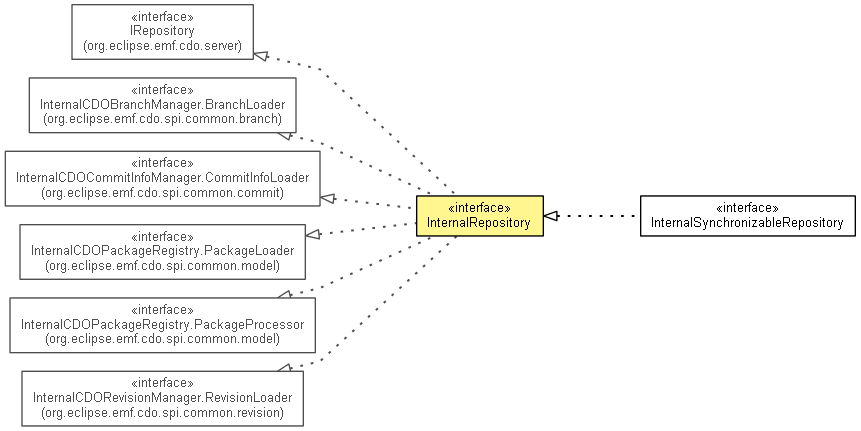 «interface»
IRepository
(org.eclipse.emf.cdo.server)
«interface»
InternalCDOBranchManager.BranchLoader
(org.eclipse.emf.cdo.spi.common.branch)
«interface»
InternalCDOCommitInfoManager.CommitInfoLoader
(org.eclipse.emf.cdo.spi.common.commit)
«interface»
InternalCDOPackageRegistry.PackageLoader
(org.eclipse.emf.cdo.spi.common.model)
«interface»
InternalCDOPackageRegistry.PackageProcessor
(org.eclipse.emf.cdo.spi.common.model)
«interface»
InternalCDORevisionManager.RevisionLoader
(org.eclipse.emf.cdo.spi.common.revision)
«interface»
InternalRepository
«interface»
InternalSynchronizableRepository